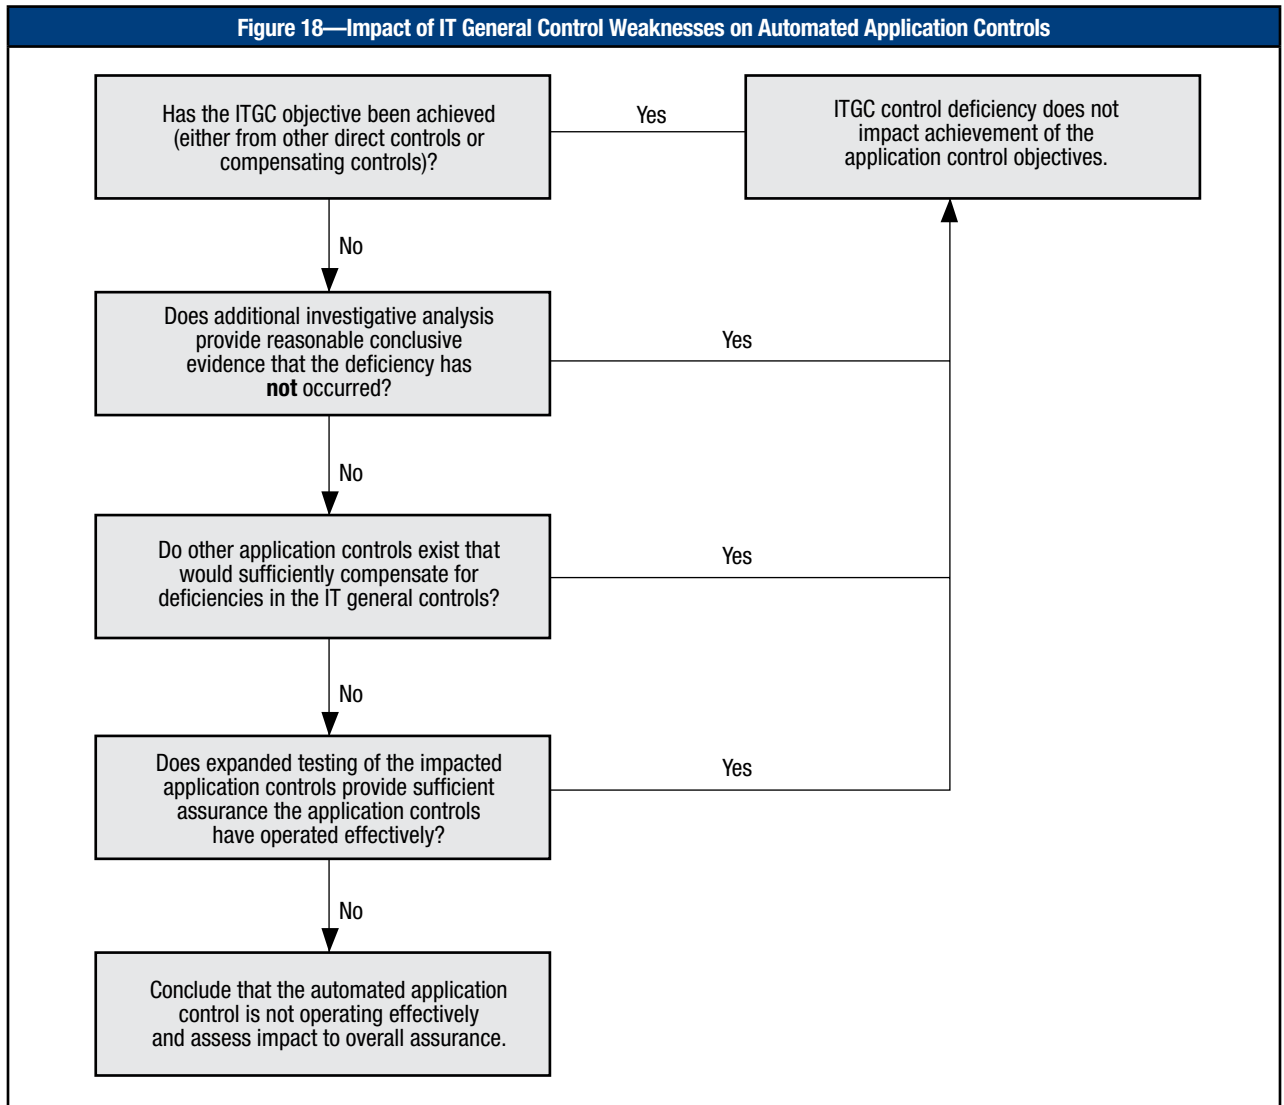 Figure 18—Impact of IT General Control Weaknesses on Automated Application Controls
Has the ITGC objective been achieved
(either from other direct controls or
compensating controls)?
Yes
ITGC control deficiency does not
impact achievement of the
application control objectives.
No
Does additional investigative analysis
provide reasonable conclusive
evidence that the deficiency has
not occurred?
Yes
No
Do other application controls exist that
would sufficiently compensate for
deficiencies in the IT general controls?
Yes
No
Does expanded testing of the impacted
application controls provide sufficient
assurance the application controls
have operated effectively?
Yes
No
Conclude that the automated application
control is not operating effectively
and assess impact to overall assurance.